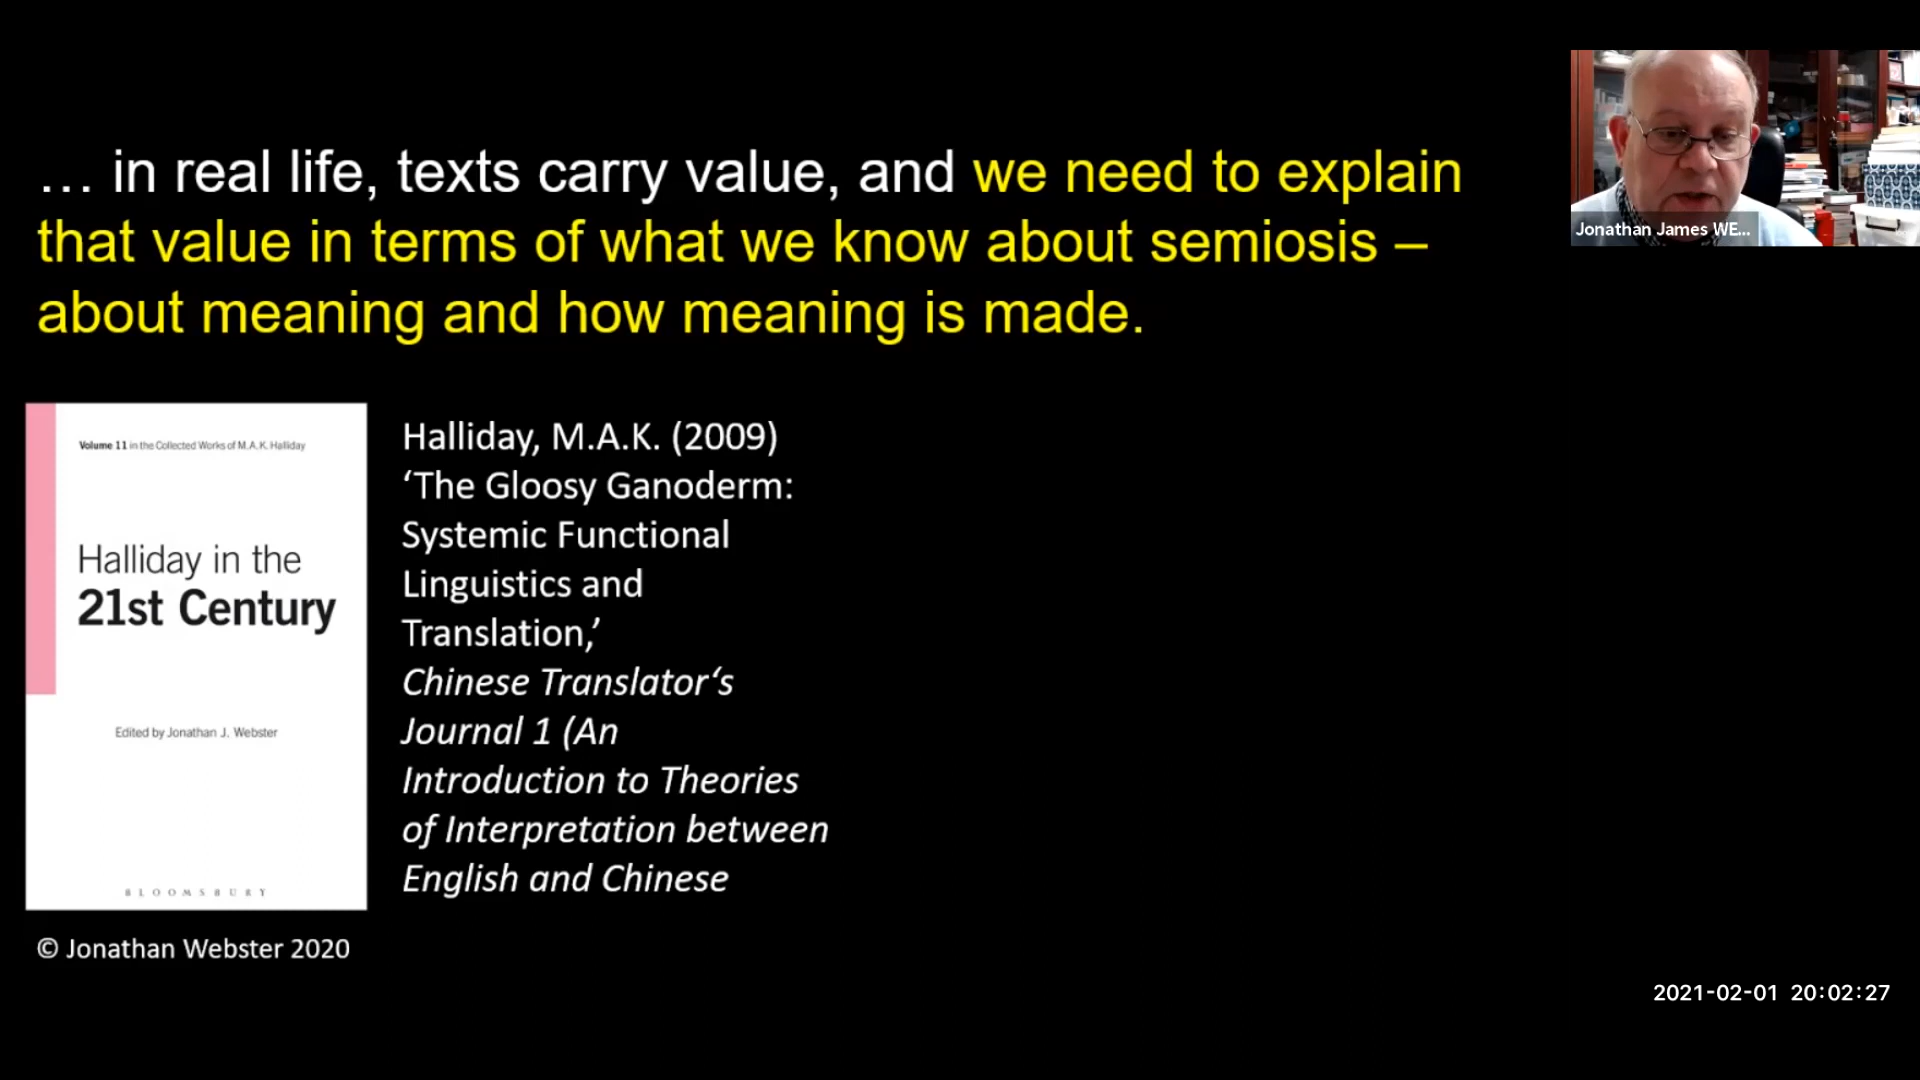 … in real life, texts carry value, and we need to explain
that value in terms of what we know about semiosis –
about meaning and how meaning is made.
Jonathan James WE...
Volume 11 in the Collected Works of M.A.K. Halliday
Halliday in the
21st Century
Edited by Jonathan J. Webster
BLOOMSBURY
Halliday, M.A.K. (2009)
‘The Gloosy Ganoderm:
Systemic Functional
Linguistics and
Translation,’
Chinese Translator‘s
Journal 1 (An
Introduction to Theories
of Interpretation between
English and Chinese
© Jonathan Webster 2020
2021-02-01 20:02:27